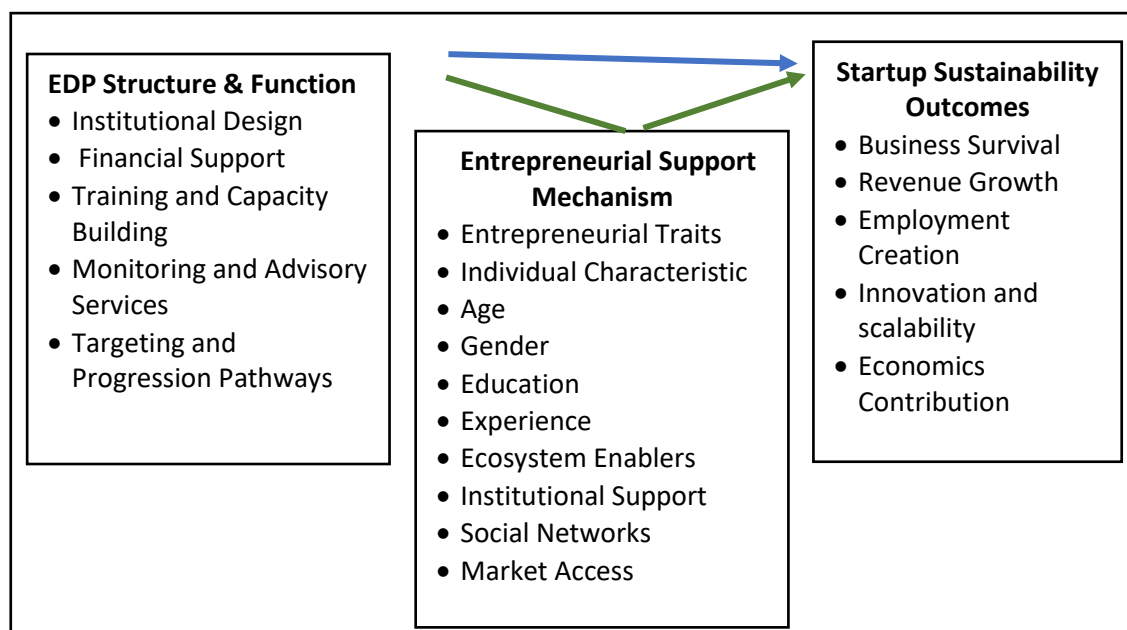 EDP Structure & Function
• Institutional Design
• Financial Support
• Training and Capacity
Building
• Monitoring and Advisory
Services
• Targeting and
Progression Pathways
Entrepreneurial Support
Mechanism
• Entrepreneurial Traits
• Individual Characteristic
• Age
• Gender
• Education
• Experience
• Ecosystem Enablers
• Institutional Support
• Social Networks
• Market Access
Startup Sustainability
Outcomes
• Business Survival
• Revenue Growth
• Employment
Creation
• Innovation and
scalability
• Economics
Contribution